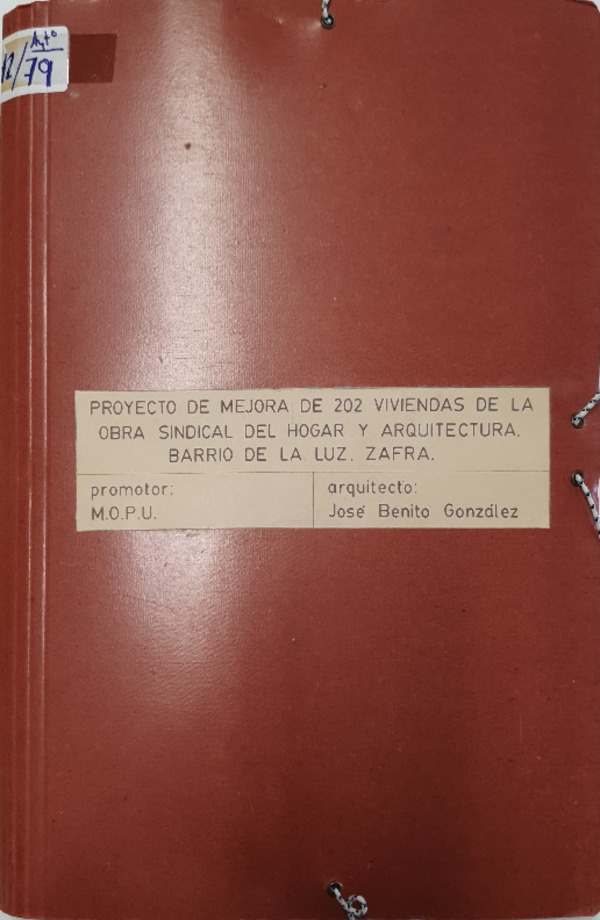 Aytº
12/79
PROYECTO DE MEJORA DE 202 VIVIENDAS DE LA
OBRA SINDICAL DEL HOGAR Y ARQUITECTURA.
BARRIO DE LA LUZ. ZAFRA.
promotor:
M.O.P.U.
arquitecto:
José Benito González